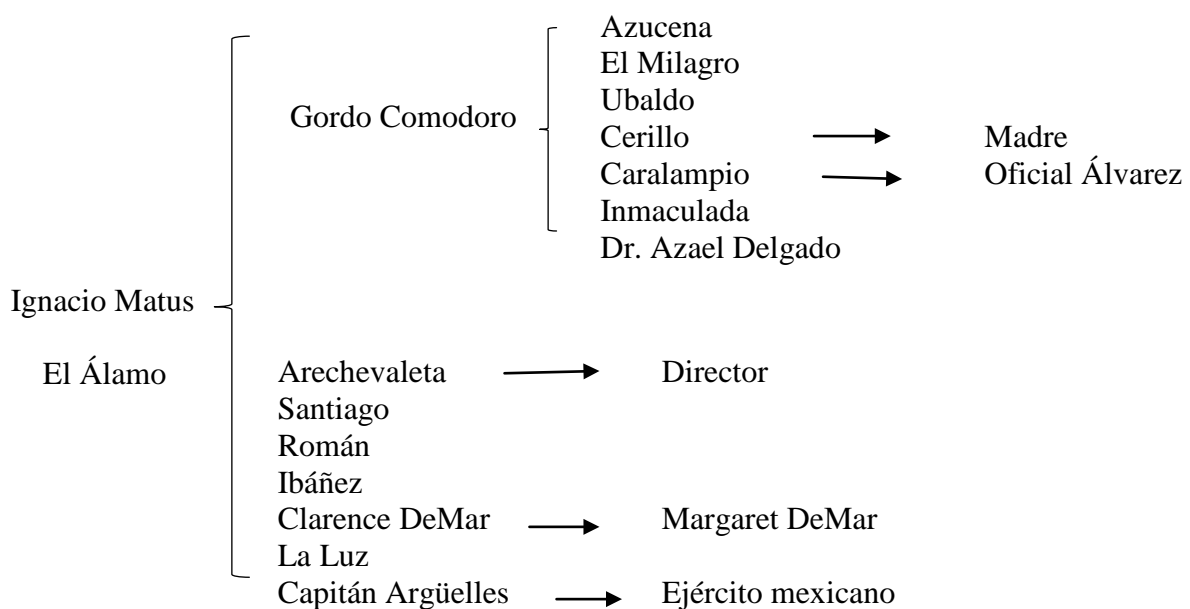 Azucena
El Milagro
Ubaldo
Gordo Comodoro
Cerillo Madre
Caralampio Oficial Álvarez
Inmaculada
Dr. Azael Delgado
Ignacio Matus
El Álamo
Arechevaleta Director
Santiago
Román
Ibáñez
Clarence DeMar Margaret DeMar
La Luz
Capitán Argüelles Ejército mexicano